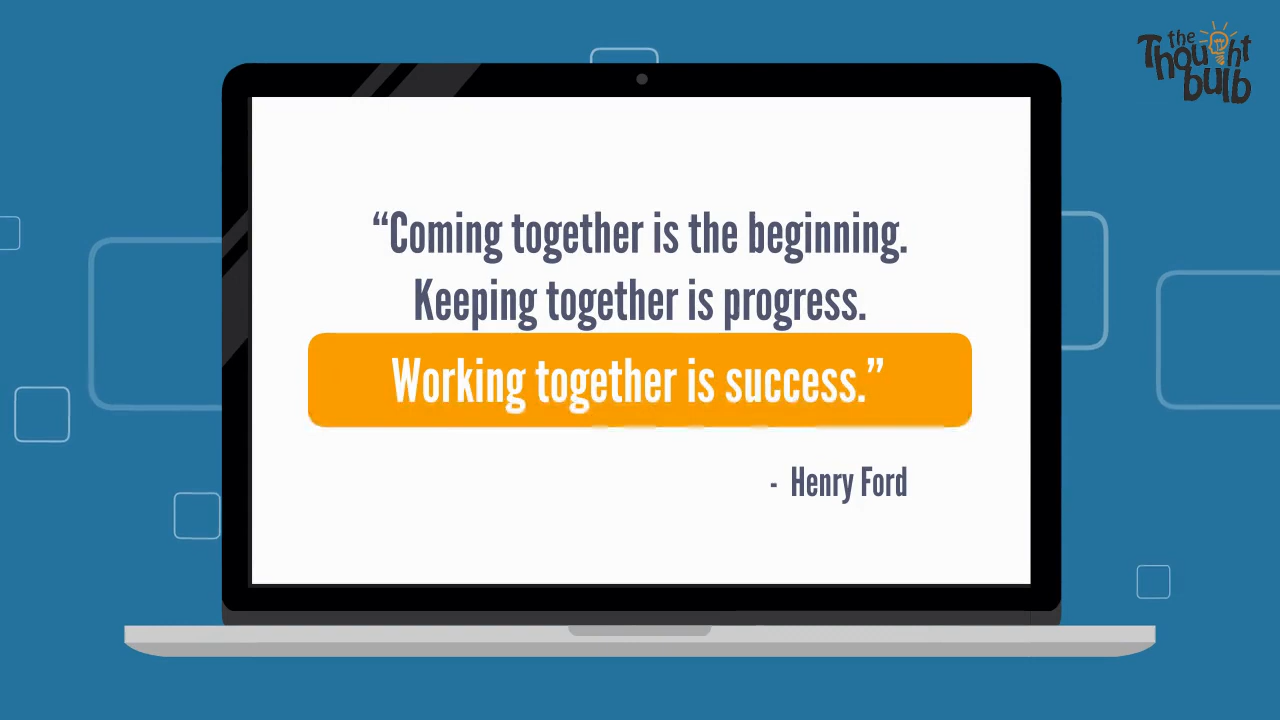 the
Thought
bulb
“Coming together is the beginning.
Keeping together is progress.
Working together is success.”
- Henry Ford